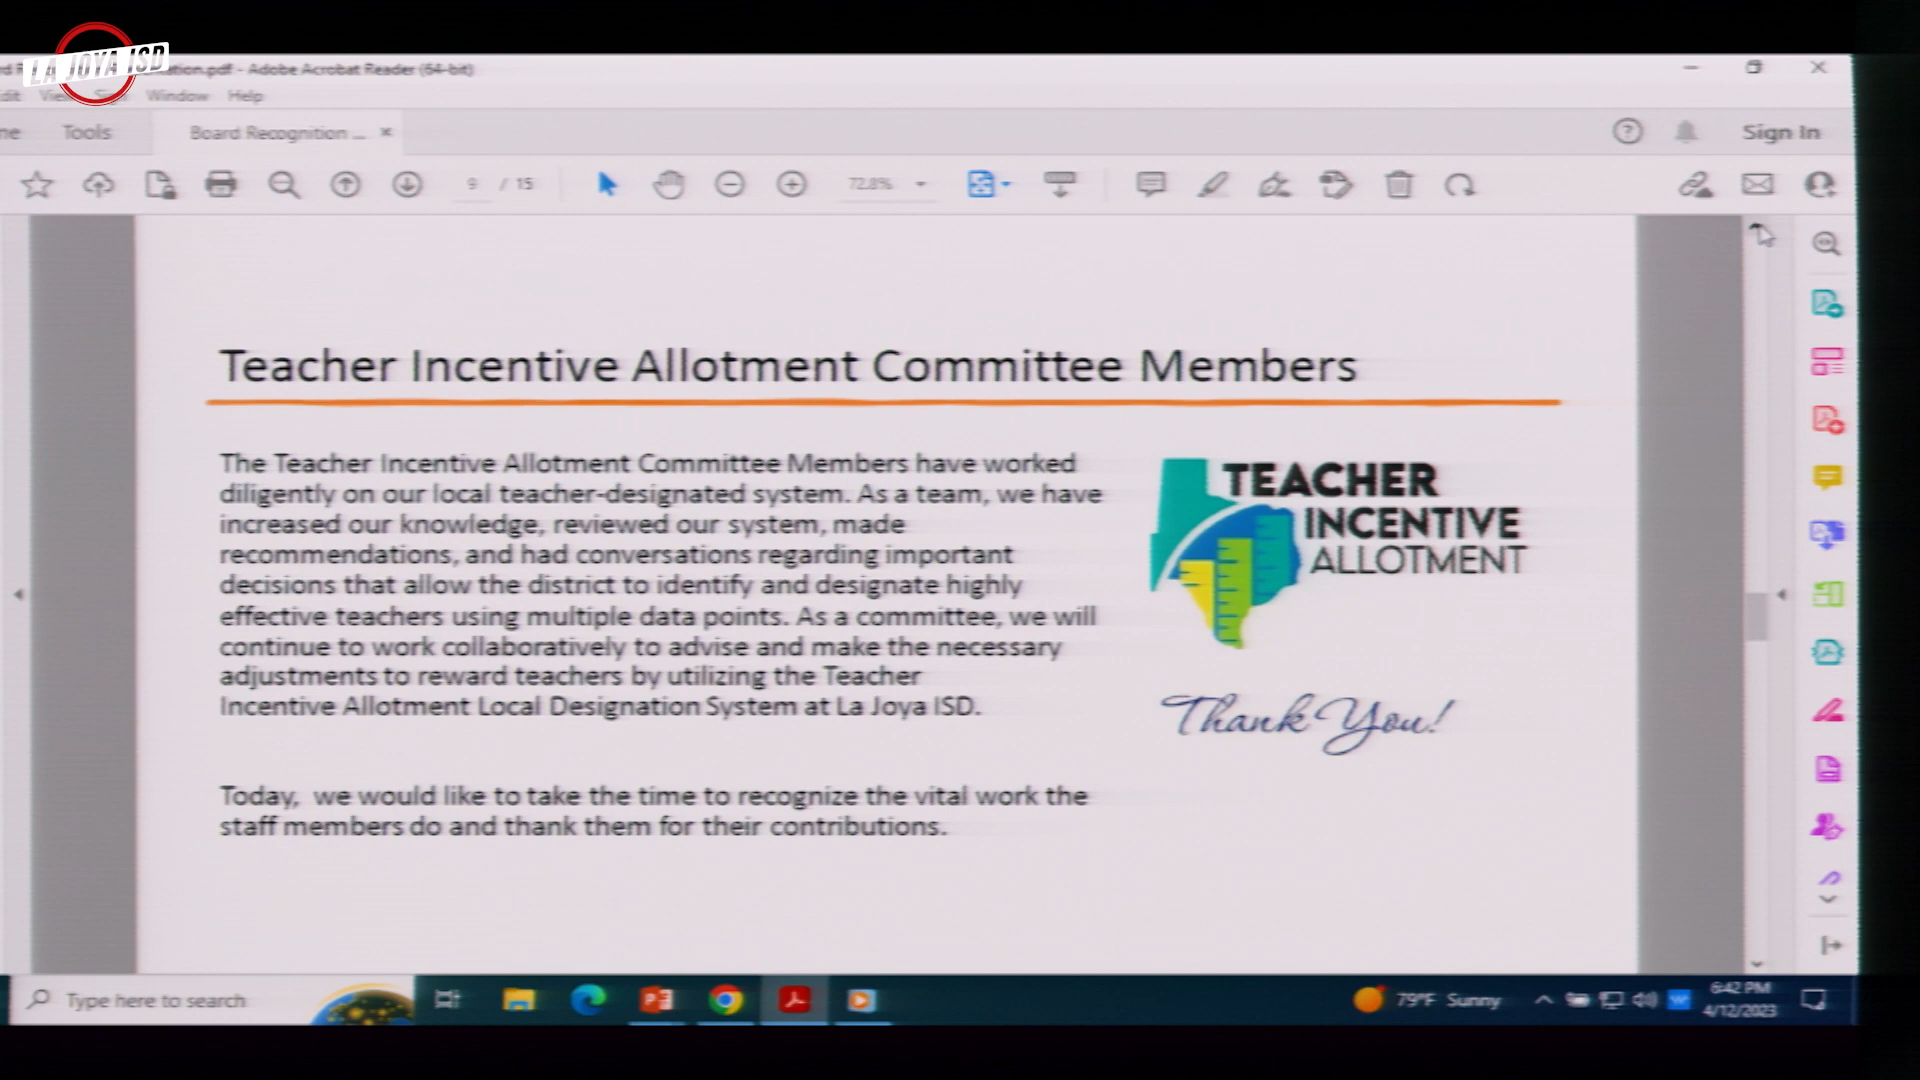 LA JOYA ISD
ation.pdf - Adobe Acrobat Reader (64-bit)
dit View Sign Window Help
me Tools Board Recognition ... × Sign In
9 / 15 72.8%
Teacher Incentive Allotment Committee Members
The Teacher Incentive Allotment Committee Members have worked
diligently on our local teacher-designated system. As a team, we have
increased our knowledge, reviewed our system, made
recommendations, and had conversations regarding important
decisions that allow the district to identify and designate highly
effective teachers using multiple data points. As a committee, we will
continue to work collaboratively to advise and make the necessary
adjustments to reward teachers by utilizing the Teacher
Incentive Allotment Local Designation System at La Joya ISD.
Today, we would like to take the time to recognize the vital work the
staff members do and thank them for their contributions.
TEACHER
INCENTIVE
ALLOTMENT
Thank You!
Type here to search
79°F Sunny
6:42 PM
4/12/2023